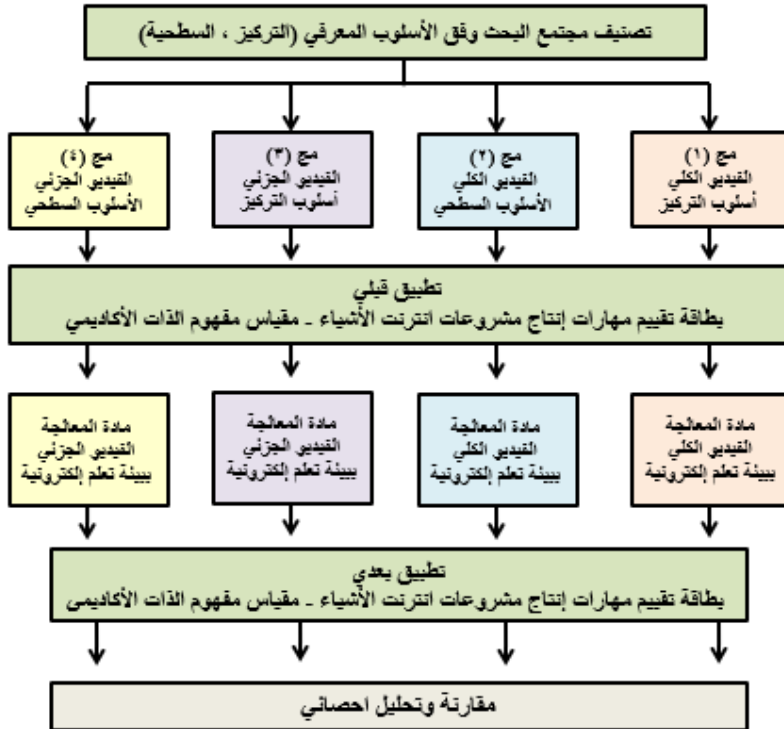 تصنيف مجتمع البحث وفق الأسلوب المعرفي (التركيز ، السطحية)
مج (١)
الفيديو الكلي
أسلوب التركيز
مج (٢)
الفيديو الكلي
الأسلوب السطحي
مج (٣)
الفيديو الجزئي
أسلوب التركيز
مج (٤)
الفيديو الجزئي
الأسلوب السطحي
تطبيق قبلي
بطاقة تقييم مهارات إنتاج مشروعات انترنت الأشياء - مقياس مفهوم الذات الأكاديمي
مادة المعالجة
الفيديو الكلي
ببيئة تعلم إلكترونية
مادة المعالجة
الفيديو الكلي
ببيئة تعلم إلكترونية
مادة المعالجة
الفيديو الجزئي
ببيئة تعلم إلكترونية
مادة المعالجة
الفيديو الجزئي
ببيئة تعلم إلكترونية
تطبيق بعدي
بطاقة تقييم مهارات إنتاج مشروعات انترنت الأشياء - مقياس مفهوم الذات الأكاديمى
مقارنة وتحليل احصائي